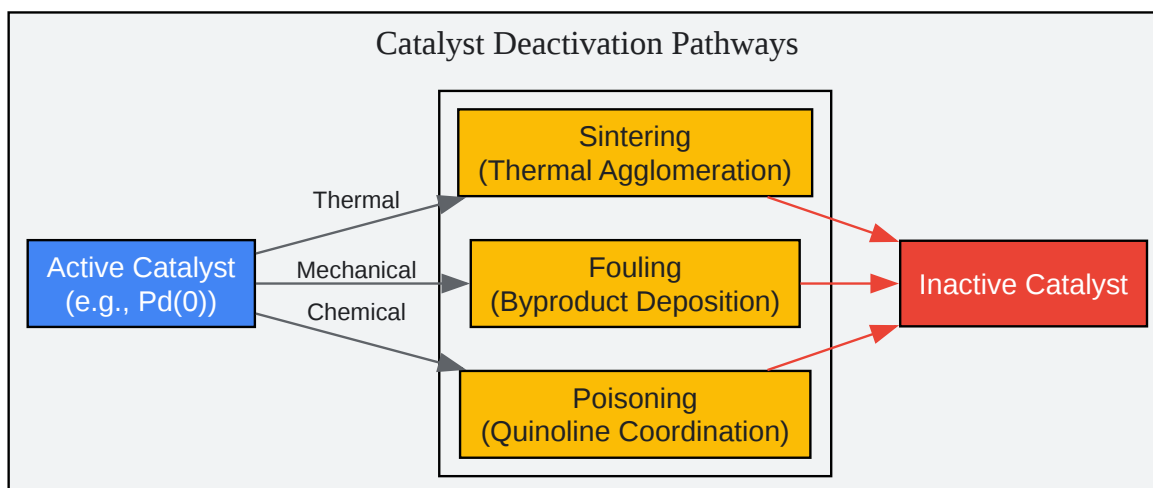 Catalyst Deactivation Pathways
Active Catalyst
(e.g., Pd(0))
Thermal
Mechanical
Chemical
Sintering
(Thermal Agglomeration)
Fouling
(Byproduct Deposition)
Poisoning
(Quinoline Coordination)
Inactive Catalyst